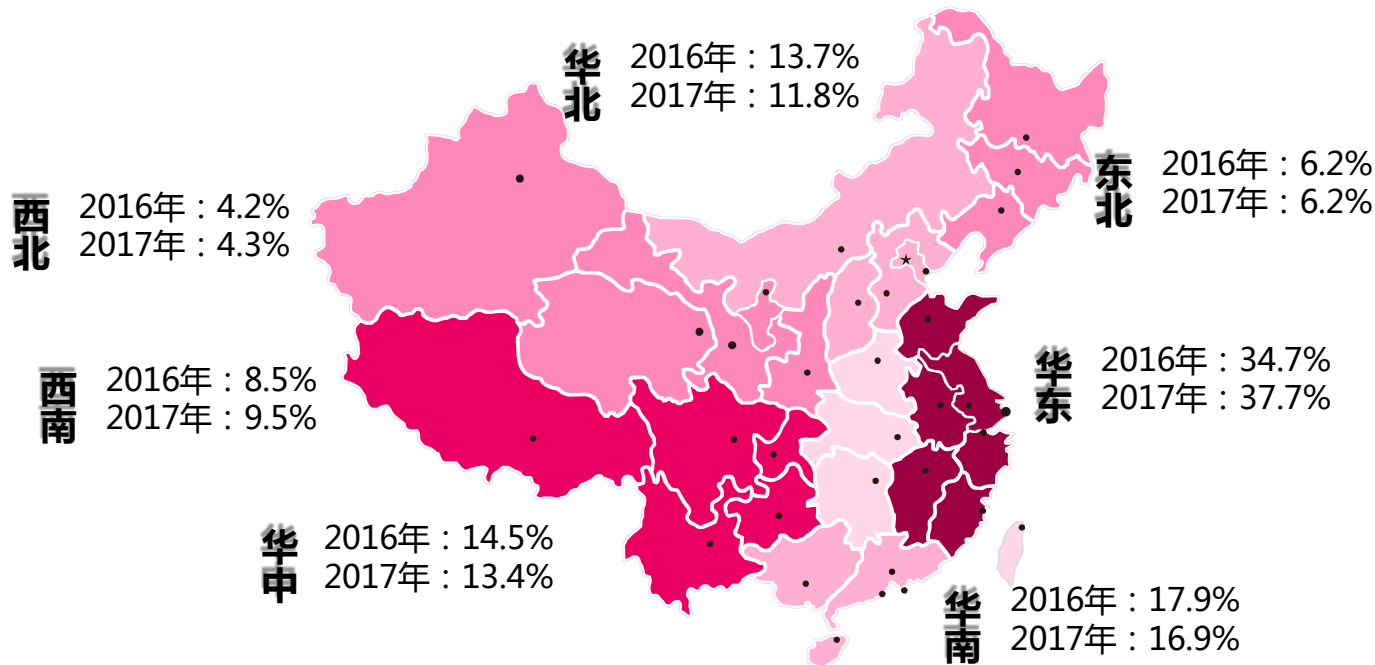 华北
2016年：13.7%
2017年：11.8%
东北
2016年：6.2%
2017年：6.2%
西北
2016年：4.2%
2017年：4.3%
华东
2016年：34.7%
2017年：37.7%
西南
2016年：8.5%
2017年：9.5%
华中
2016年：14.5%
2017年：13.4%
华南
2016年：17.9%
2017年：16.9%